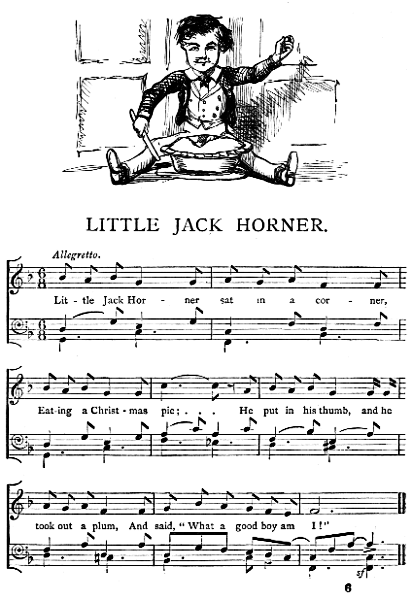 LITTLE JACK HORNER.
Allegretto.
Lit - tle Jack Hor - ner sat in a cor - ner,
Eat-ing a Christ-mas pie; . . . He put in his thumb, and he
took out a plum, And said, "What a good boy am I!"
sf
6